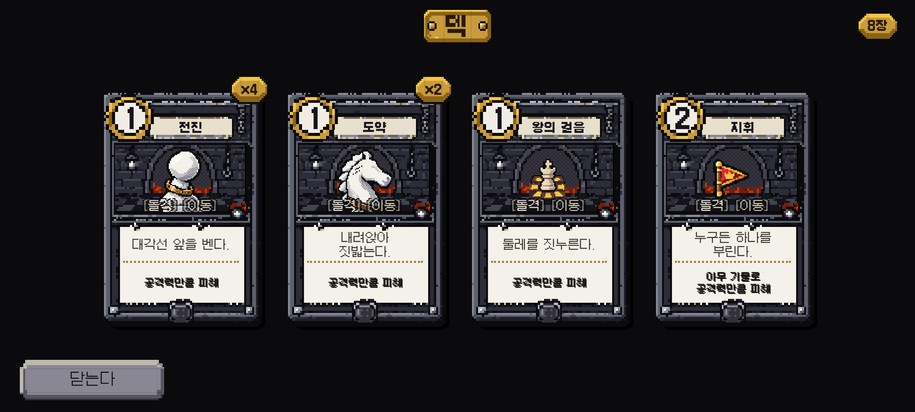 덱
8장
×4
1
전진
[돌격] [이동]
대각선 앞을 벤다.
공격력만큼 피해
×2
1
도약
[돌격] [이동]
내려앉아
짓밟는다.
공격력만큼 피해
1
왕의 걸음
[돌격] [이동]
둘레를 짓누른다.
공격력만큼 피해
2
지휘
[돌격] [이동]
누구든 하나를
부린다.
아무 기물로
공격력만큼 피해
닫는다